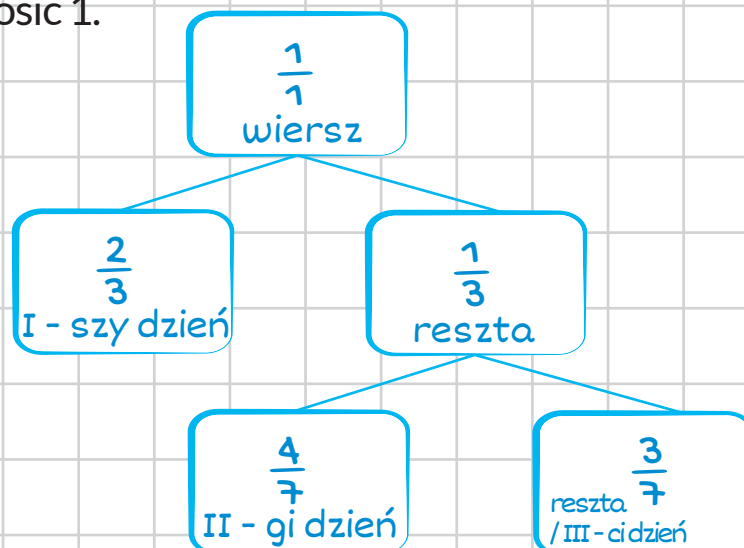 osić 1.
1
1
wiersz
2
3
I - szy dzień
1
3
reszta
4
7
II - gi dzień
3
7
reszta
/ III - ci dzień